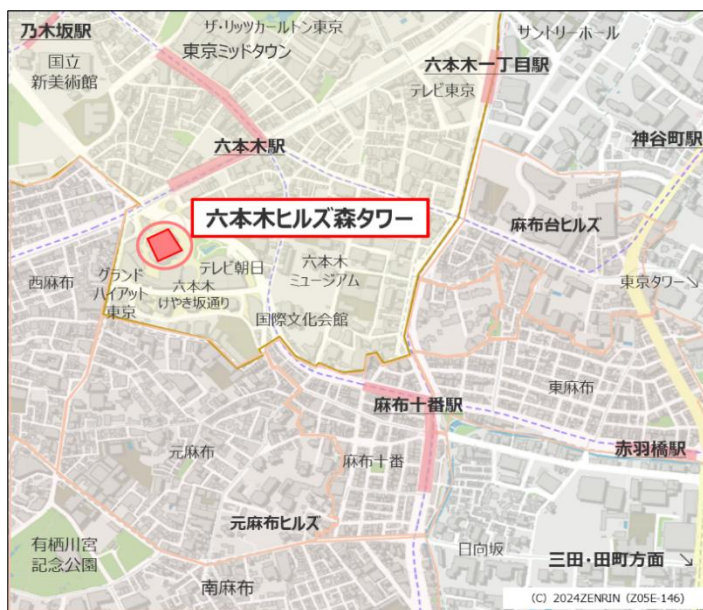 ザ・リッツカールトン東京
サントリーホール
乃木坂駅
東京ミッドタウン
国立
新美術館
六本木一丁目駅
テレビ東京
六本木駅
神谷町駅
六本木ヒルズ森タワー
麻布台ヒルズ
西麻布
グランド
ハイアット
東京
テレビ朝日
六本木
けやき坂通り
六本木
ミュージアム
東京タワー↘
国際文化会館
東麻布
麻布十番駅
元麻布
麻布十番
赤羽橋駅
元麻布ヒルズ
有栖川宮
記念公園
日向坂
三田・田町方面 ↘
南麻布
(C) 2024ZENRIN (Z05E-146)